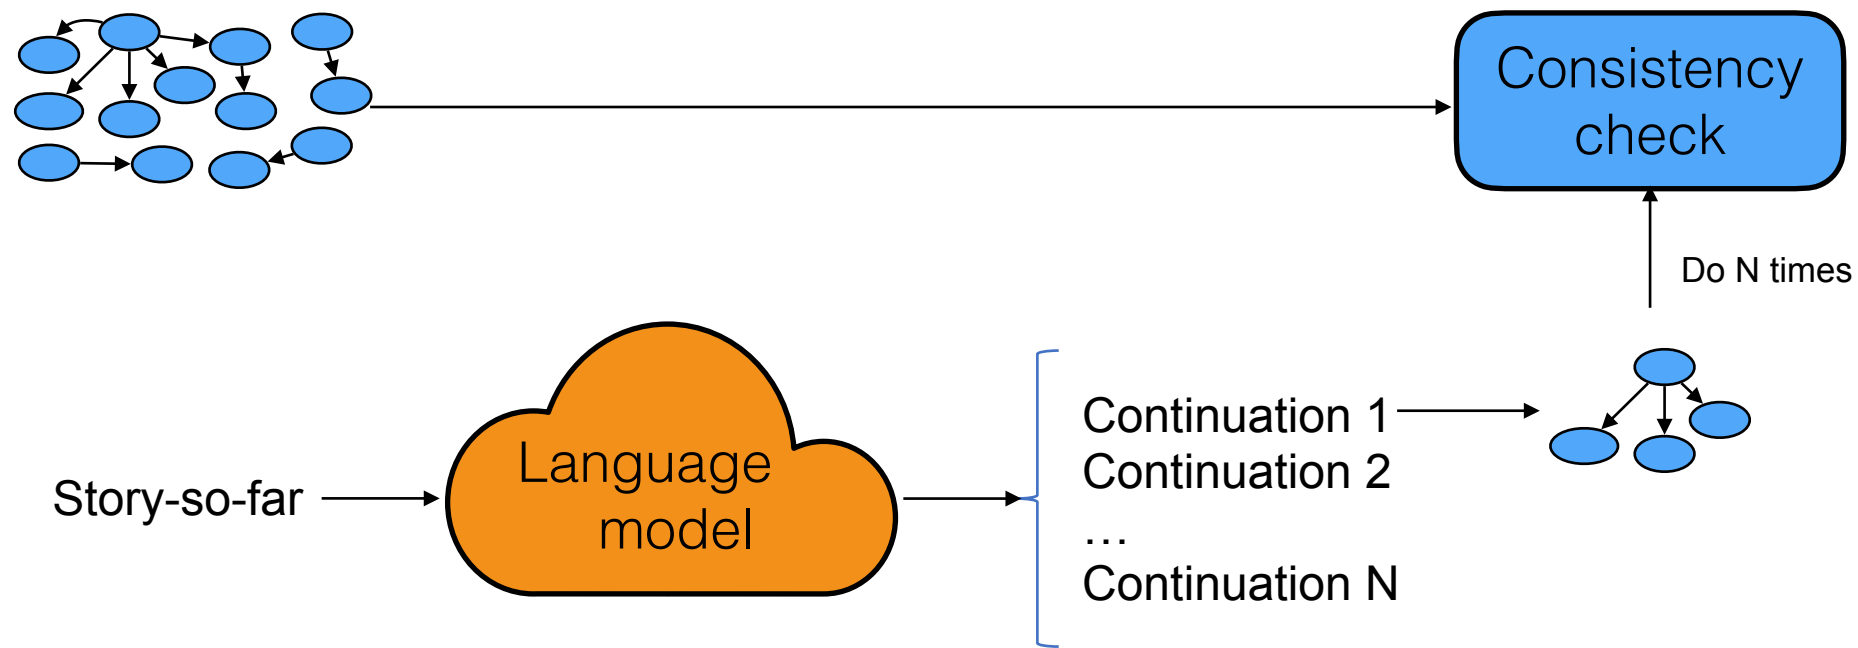 Consistency
check
Do N times
Story-so-far
Language
model
Continuation 1
Continuation 2
…
Continuation N